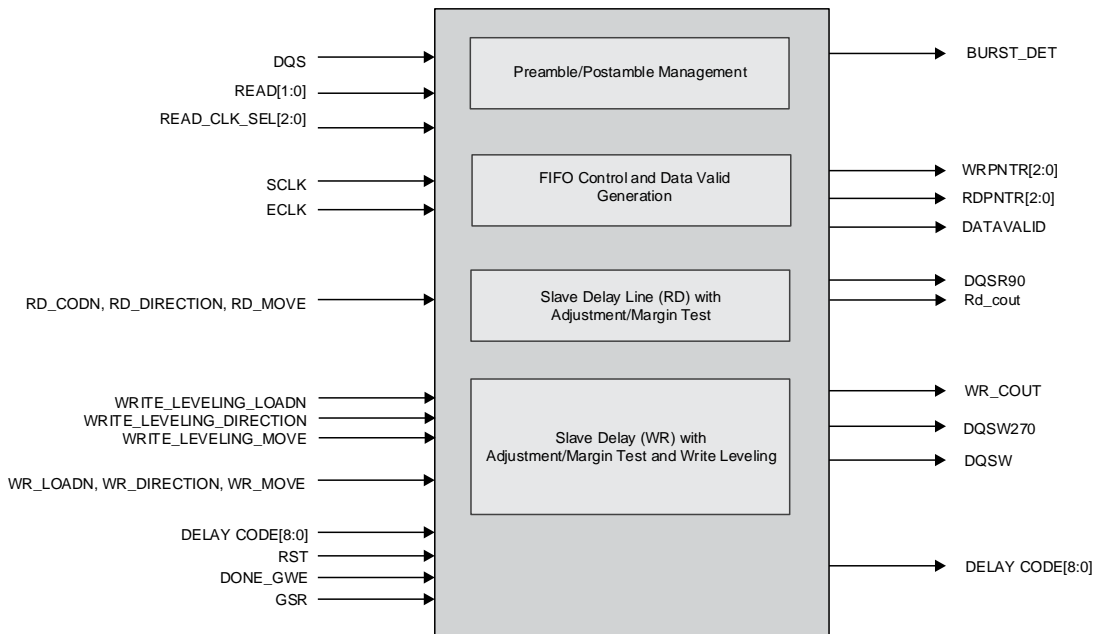 DQS
READ[1:0]
READ_CLK_SEL[2:0]
SCLK
ECLK
RD_CODN, RD_DIRECTION, RD_MOVE
WRITE_LEVELING_LOADN
WRITE_LEVELING_DIRECTION
WRITE_LEVELING_MOVE
WR_LOADN, WR_DIRECTION, WR_MOVE
DELAY CODE[8:0]
RST
DONE_GWE
GSR
Preamble/Postamble Management
FIFO Control and Data Valid
Generation
Slave Delay Line (RD) with
Adjustment/Margin Test
Slave Delay (WR) with
Adjustment/Margin Test and Write Leveling
BURST_DET
WRPNTR[2:0]
RDPNTR[2:0]
DATAVALID
DQSR90
Rd_cout
WR_COUT
DQSW270
DQSW
DELAY CODE[8:0]